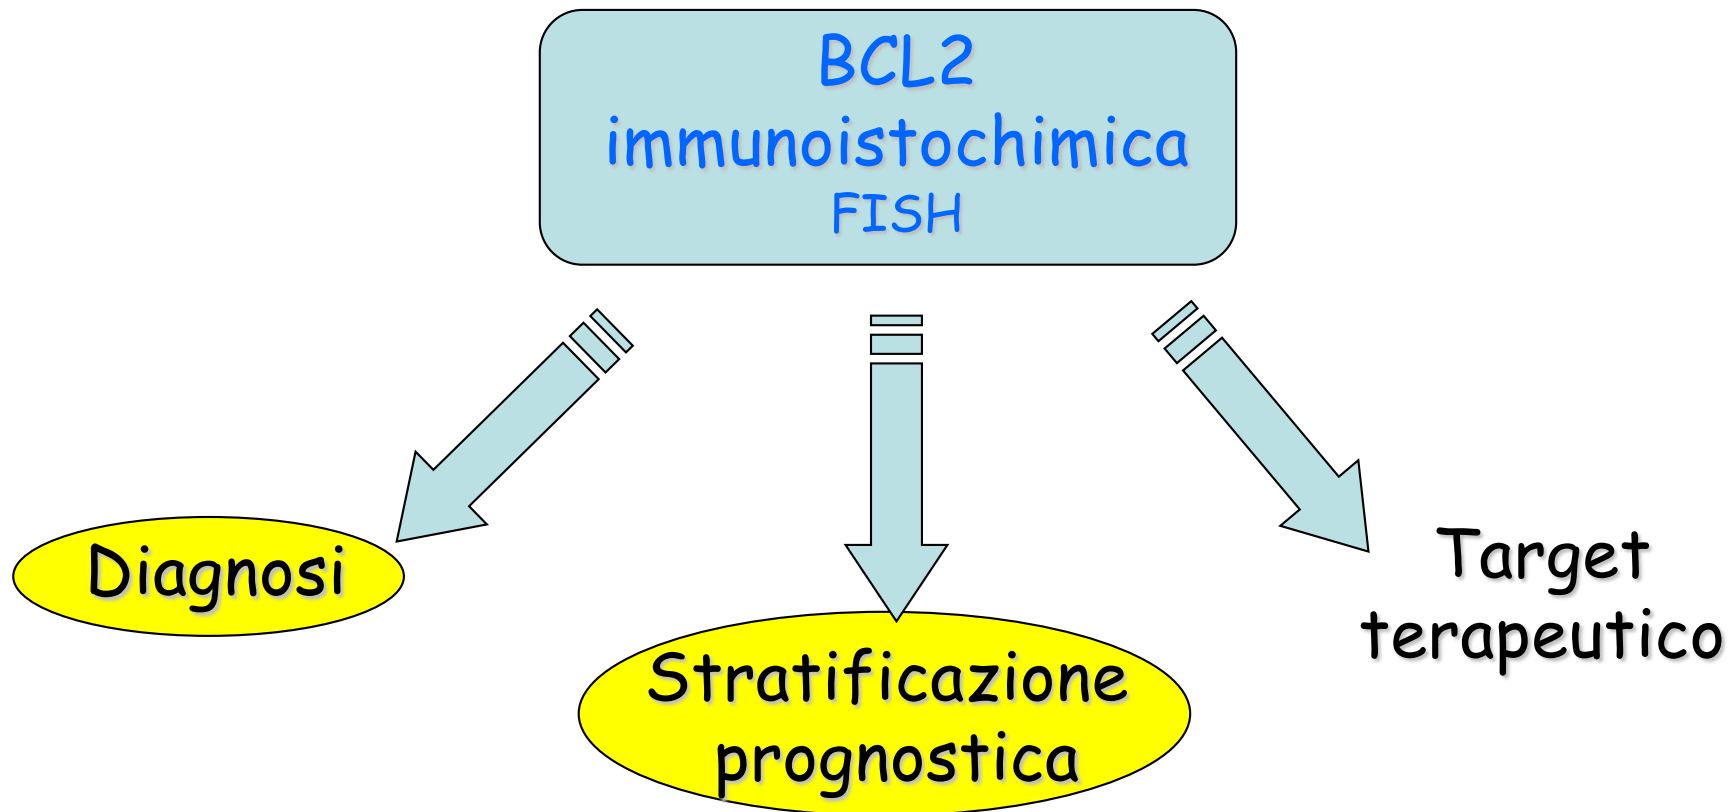 BCL2
immunoistochimica
FISH
Diagnosi
Stratificazione
prognostica
Target
terapeutico